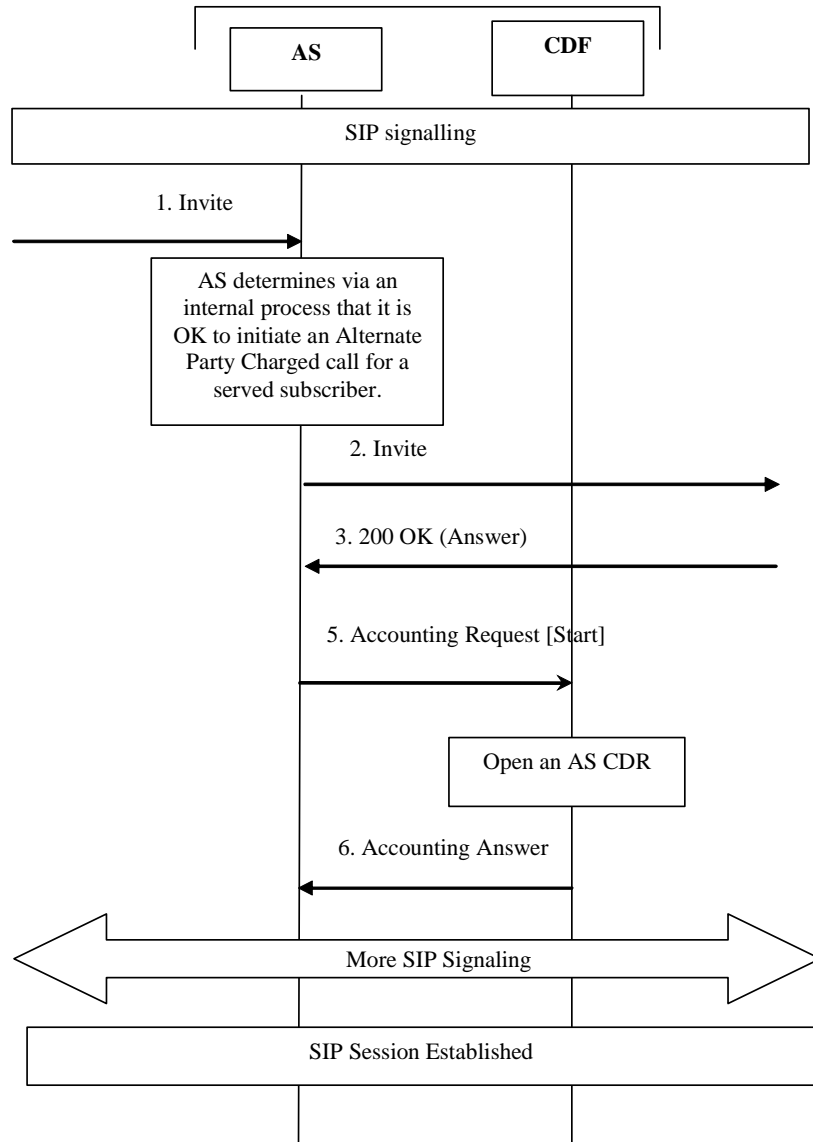 AS
CDF
SIP signalling
1. Invite
AS determines via an
internal process that it is
OK to initiate an Alternate
Party Charged call for a
served subscriber.
2. Invite
3. 200 OK (Answer)
5. Accounting Request [Start]
Open an AS CDR
6. Accounting Answer
More SIP Signaling
SIP Session Established